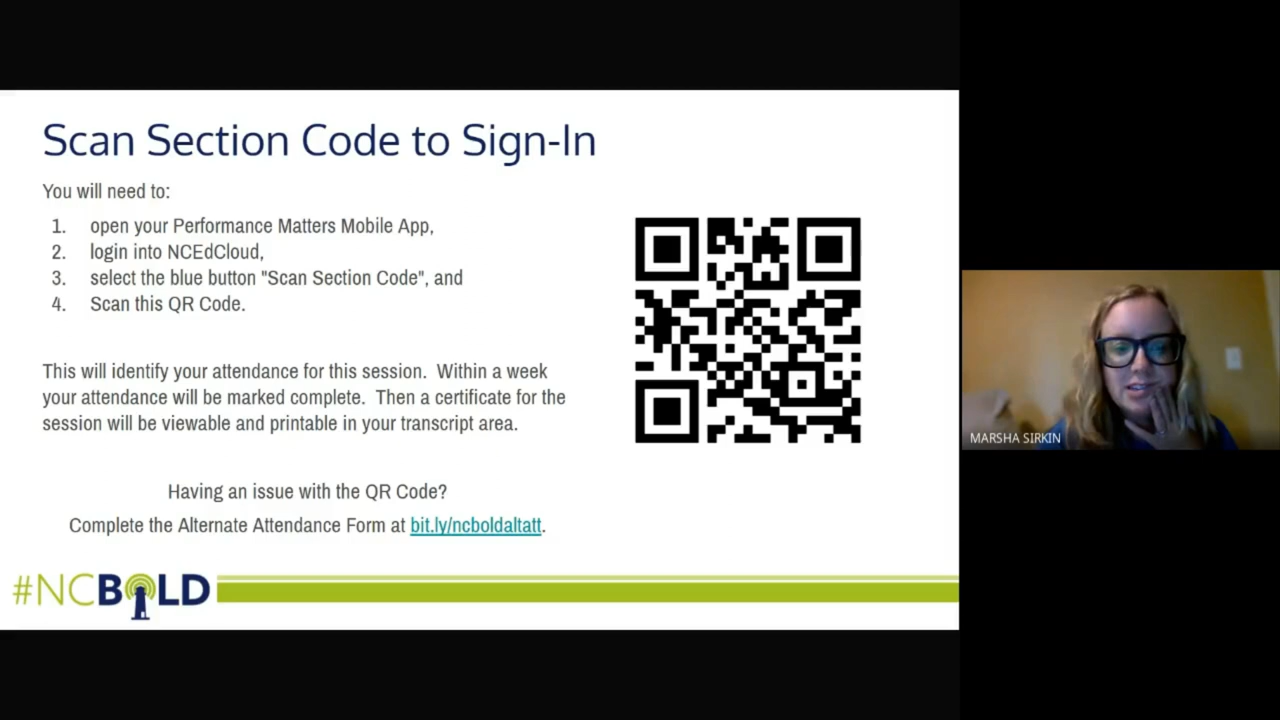 Scan Section Code to Sign-In
You will need to:
1. open your Performance Matters Mobile App,
2. login into NCEdCloud,
3. select the blue button "Scan Section Code", and
4. Scan this QR Code.
This will identify your attendance for this session. Within a week
your attendance will be marked complete. Then a certificate for the
session will be viewable and printable in your transcript area.
Having an issue with the QR Code?
Complete the Alternate Attendance Form at bit.ly/ncboldaltatt.
#NCBOLD
MARSHA SIRKIN